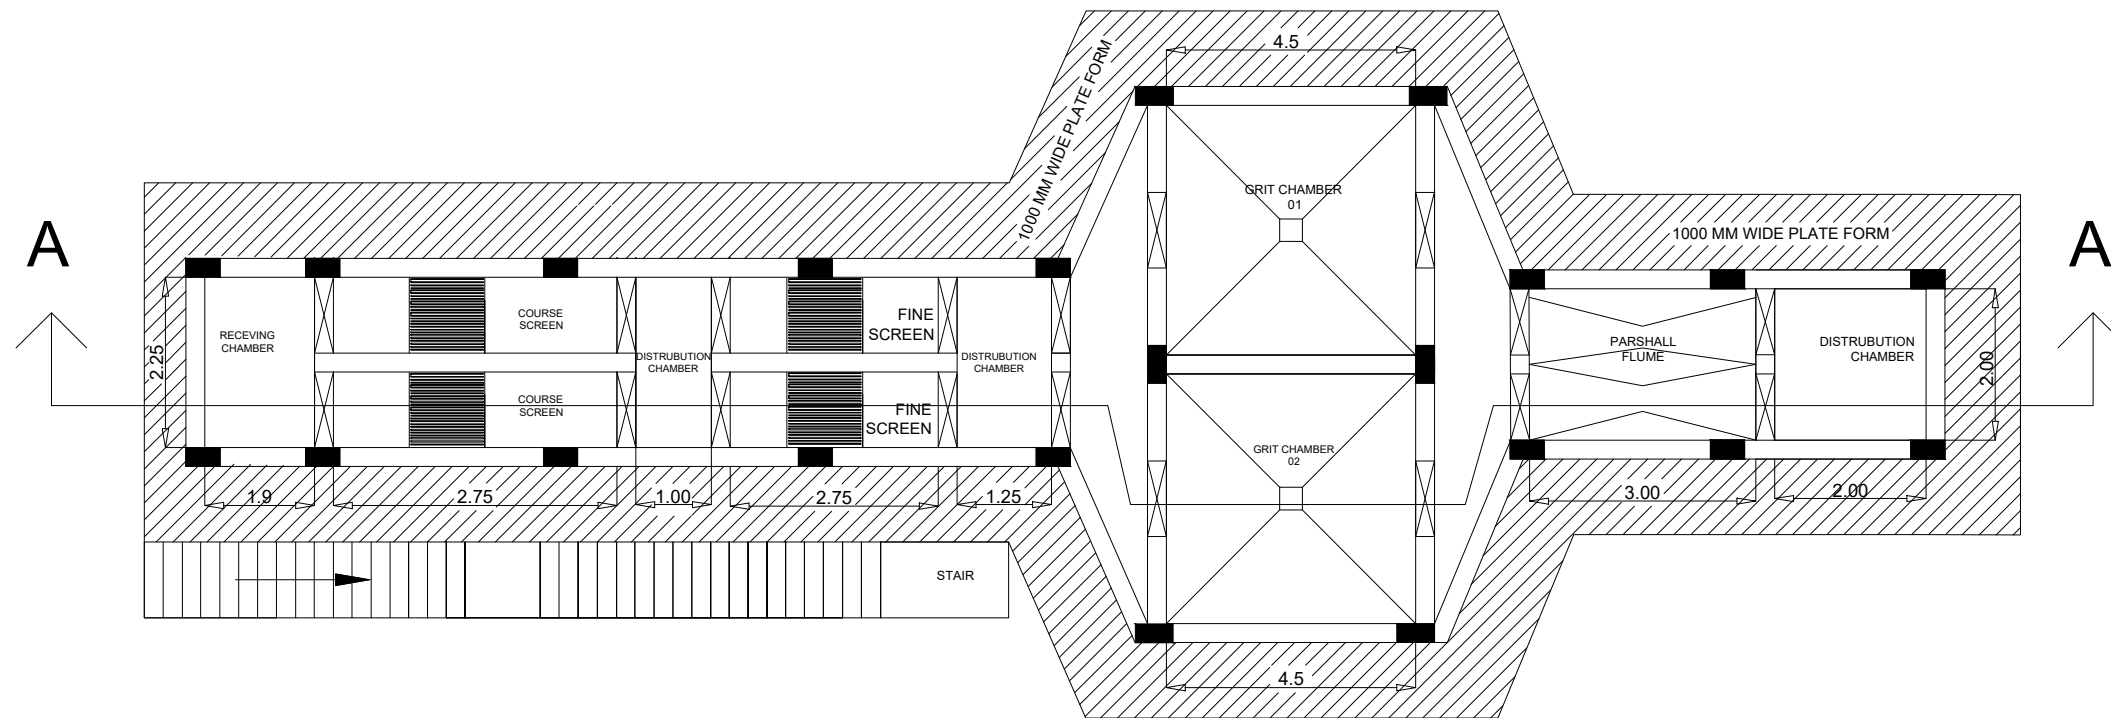 4.5
1000 MM WIDE PLATE FORM
GRIT CHAMBER
01
A
A
1000 MM WIDE PLATE FORM
2.25
RECEVING
CHAMBER
COURSE
SCREEN
FINE
SCREEN
DISTRUBUTION
CHAMBER
DISTRUBUTION
CHAMBER
PARSHALL
FLUME
DISTRUBUTION
CHAMBER
2.00
COURSE
SCREEN
FINE
SCREEN
GRIT CHAMBER
02
1.9
2.75
1.00
2.75
1.25
3.00
2.00
STAIR
4.5